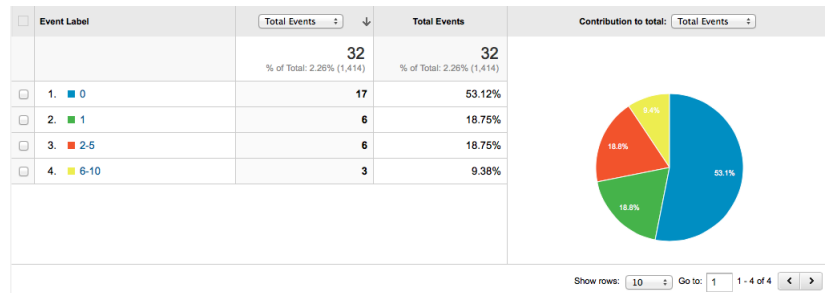 Event Label Total Events Total Events Contribution to total: Total Events
32 32
% of Total: 2.26% (1,414) % of Total: 2.26% (1,414)
1. 0 17 53.12%
2. 1 6 18.75%
3. 2-5 6 18.75%
4. 6-10 3 9.38%
9.4%
18.8%
53.1%
18.8%
Show rows: 10 Go to: 1 1 - 4 of 4